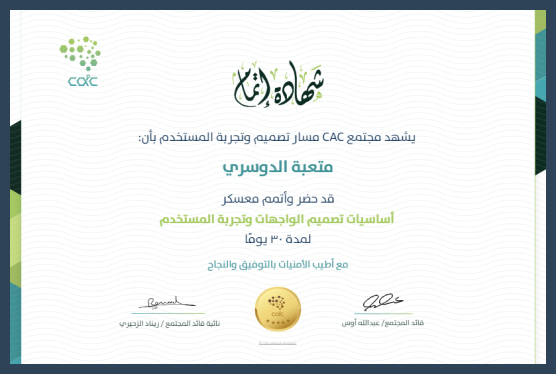 CAC
شهادة إتمام
يشهد مجتمع CAC مسار تصميم وتجربة المستخدم بأن:
متعبة الدوسري
قد حضر وأتمم معسكر
أساسيات تصميم الواجهات وتجربة المستخدم
لمدة ٣٠ يومًا
مع أطيب الأمنيات بالتوفيق والنجاح
قائد المجتمع/ عبدالله أوس
نائبة قائد المجتمع / ريناد الزحيري